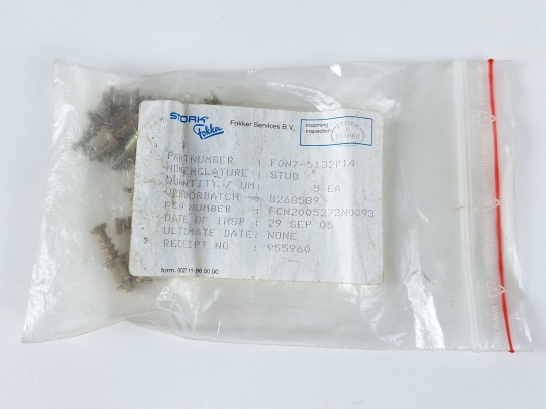 STORK
Fokker
Fokker Services B.V.
Incoming
Inspection
STORK
PARTNUMBER : FON7-5132P14
NOMENCLATURE : STUD
QUANTITY / UM: 5 EA
VENDORBATCH : B260589
FCN NUMBER : FCN2005272N0093
DATE OF INSP : 29 SEP 05
ULTIMATE DATE: NONE
RECEIPT NO : 955960
form. 0027 11-98 00.00